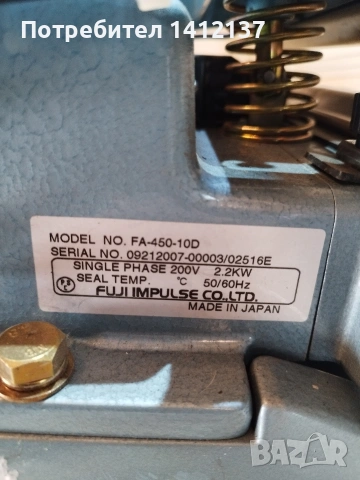 Потребител 1412137
MODEL NO. FA-450-10D
SERIAL NO. 09212007-00003/02516E
SINGLE PHASE 200V 2.2KW
SEAL TEMP. ℃ 50/60Hz
FUJI IMPULSE CO.,LTD.
MADE IN JAPAN
BAZAR